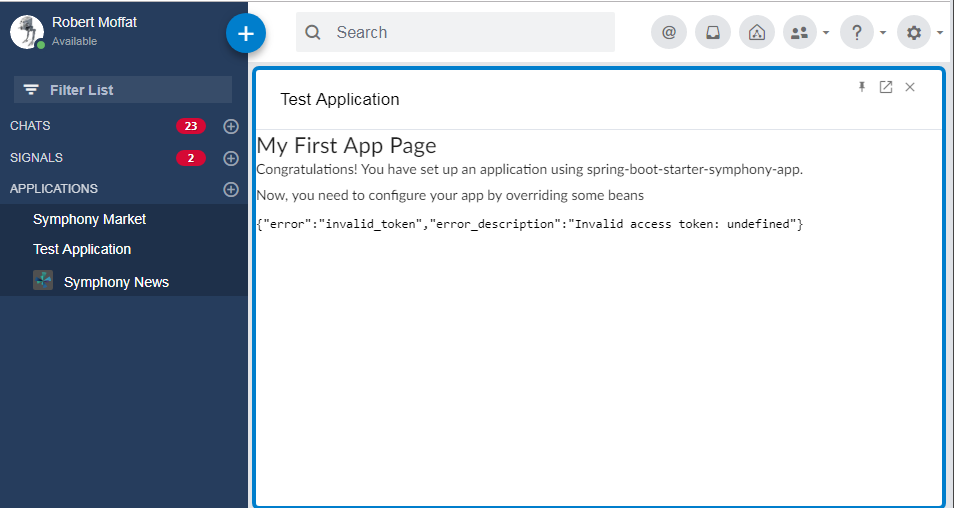 Robert Moffat
Available
+
Search
@
?
Filter List
CHATS 23
SIGNALS 2
APPLICATIONS
Symphony Market
Test Application
Symphony News
Test Application
My First App Page
Congratulations! You have set up an application using spring-boot-starter-symphony-app.
Now, you need to configure your app by overriding some beans
{"error":"invalid_token","error_description":"Invalid access token: undefined"}